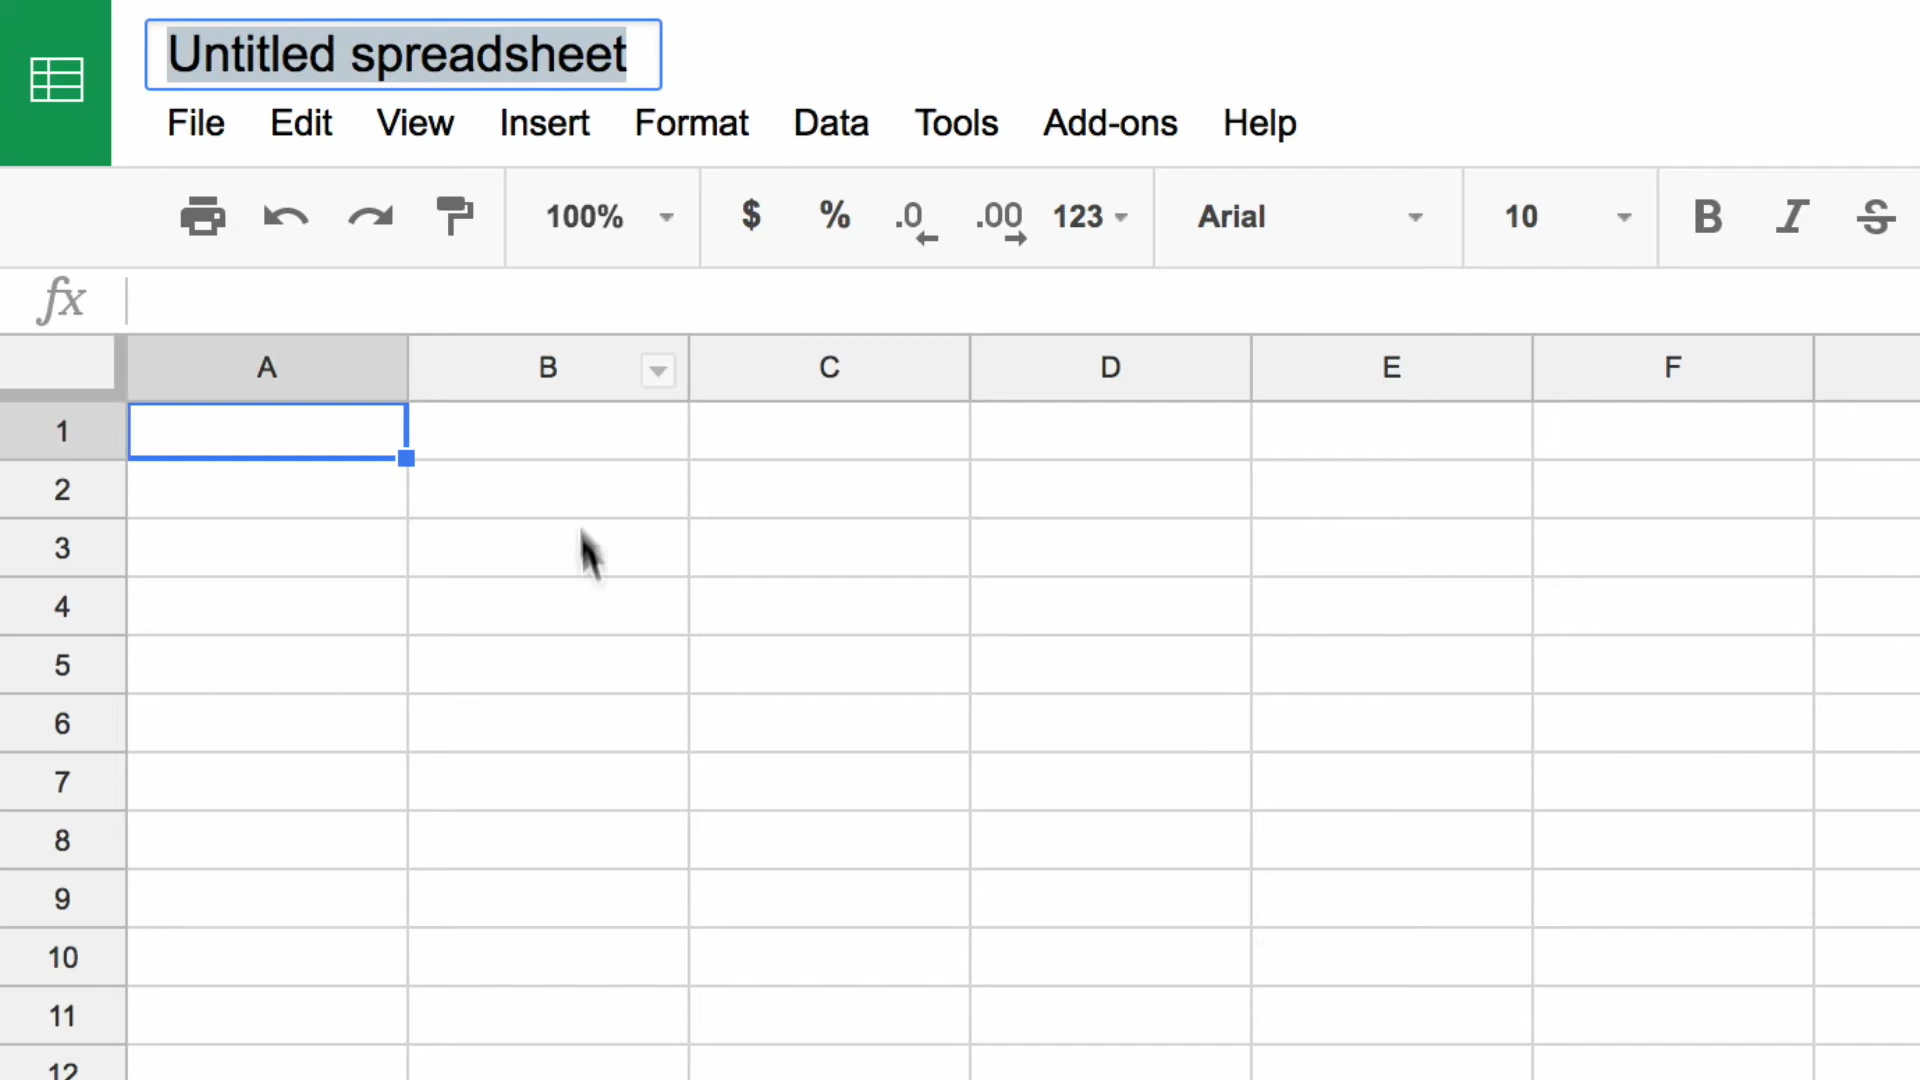 Untitled spreadsheet
File Edit View Insert Format Data Tools Add-ons Help
100% $ % .0 .00 123 Arial 10 B I S
fx
A B C D E F
1
2
3
4
5
6
7
8
9
10
11
12